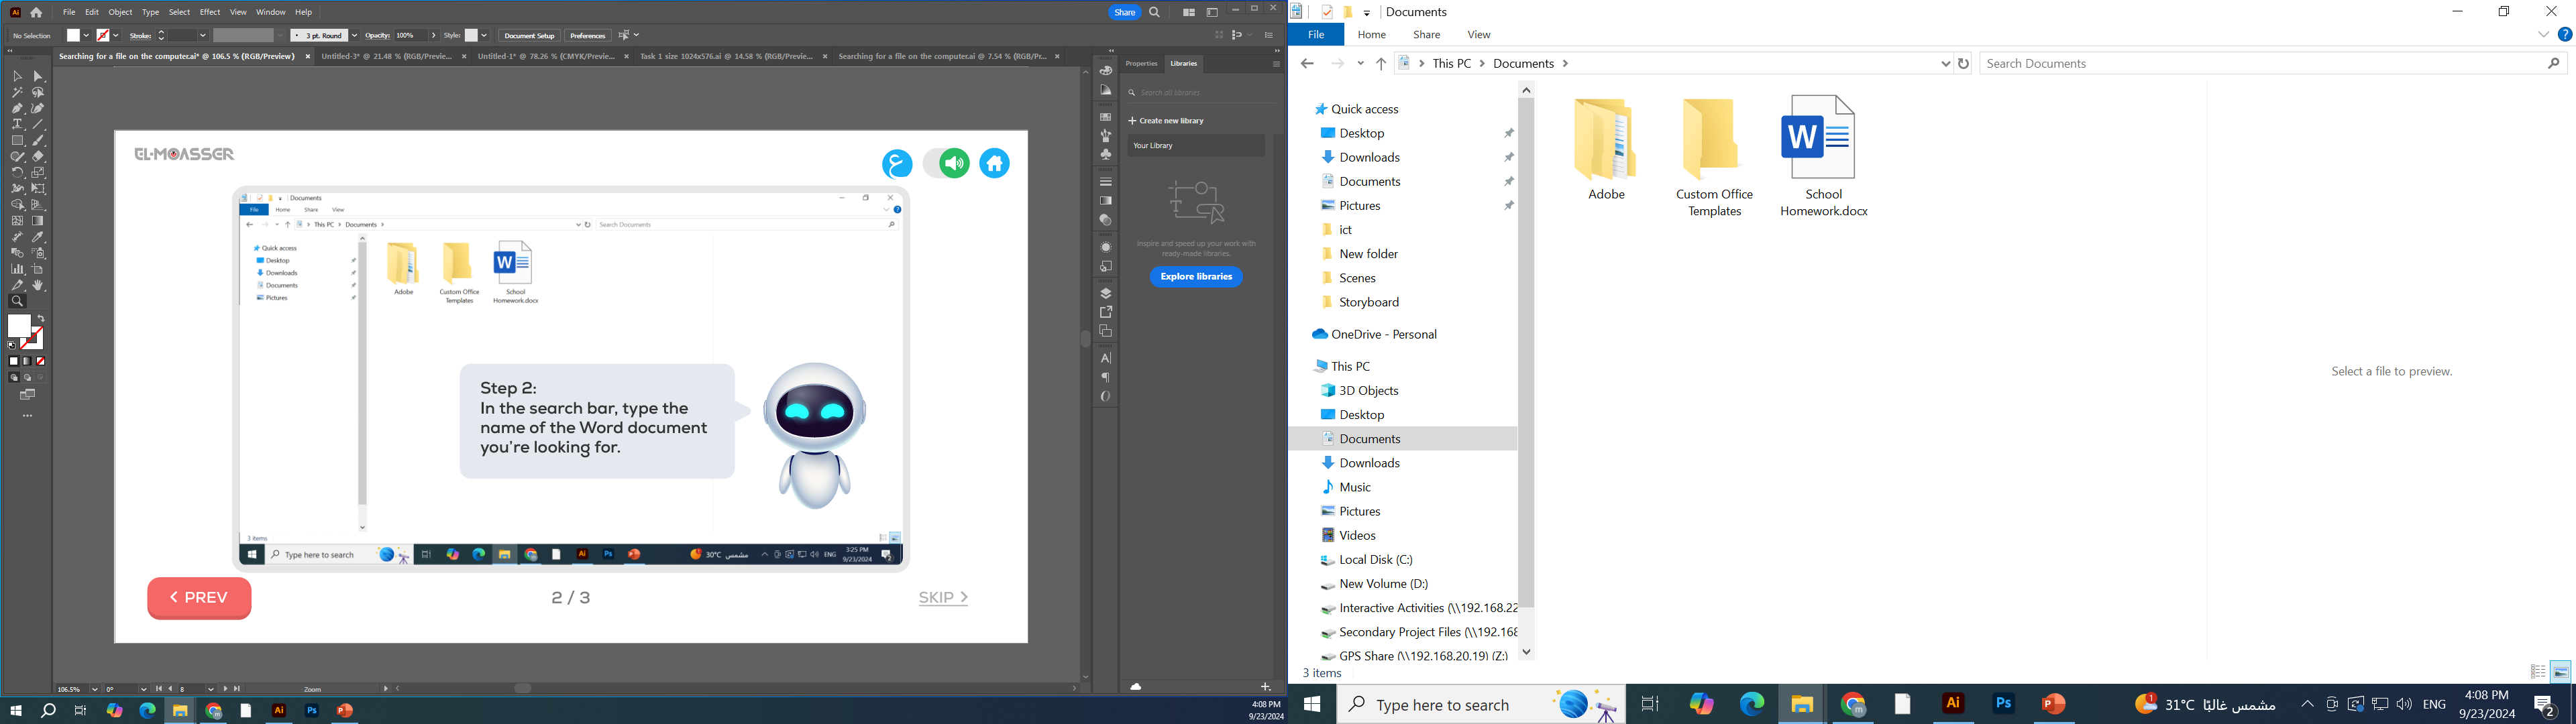 File Edit Object Type Select Effect View Window Help
Share
No Selection
Stroke:
3 pt. Round
Opacity: 100%
Style:
Document Setup
Preferences
Searching for a file on the computer.ai* @ 106.5 % (RGB/Preview)
Untitled-3* @ 21.48 % (RGB/Previe...
Untitled-1* @ 78.26 % (CMYK/Previe...
Task 1 size 1024x576.ai @ 14.58 % (RGB/Previe...
Searching for a file on the computer.ai @ 7.54 % (RGB/Pr...
Properties
Libraries
Search all libraries
Create new library
Your Library
Inspire and speed up your work with
ready-made libraries.
Explore libraries
EL-MOASSER
ع
Documents
File Home Share View
This PC > Documents >
Search Documents
Quick access
Desktop
Downloads
Documents
Pictures
Adobe
Custom Office
Templates
School
Homework.docx
Step 2:
In the search bar, type the
name of the Word document
you're looking for.
3 items
Type here to search
30°C مشمس
ENG
3:25 PM
9/23/2024
< PREV
2 / 3
SKIP >
106.5%
0°
8
Zoom
4:08 PM
9/23/2024
Documents
File Home Share View
This PC > Documents >
Search Documents
Quick access
Desktop
Downloads
Documents
Pictures
ict
New folder
Scenes
Storyboard
OneDrive - Personal
This PC
3D Objects
Desktop
Documents
Downloads
Music
Pictures
Videos
Local Disk (C:)
New Volume (D:)
Interactive Activities (\\192.168.22
Secondary Project Files (\\192.168
GPS Share (\\192.168.20.19) (Z:)
Adobe
Custom Office
Templates
School
Homework.docx
Select a file to preview.
3 items
Type here to search
31°C مشمس غالبًا
ENG
4:08 PM
9/23/2024